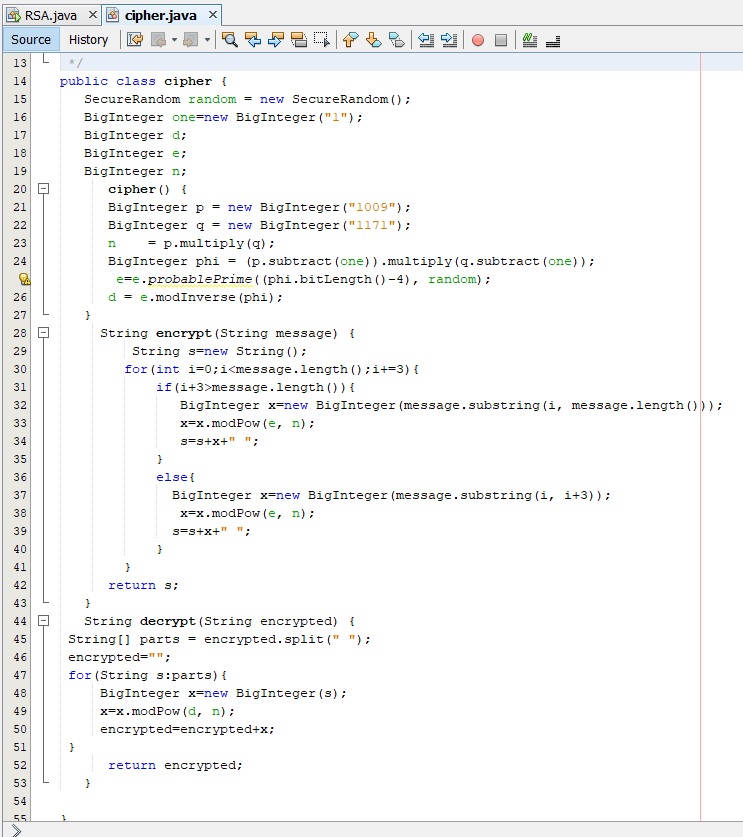 RSA.java × cipher.java ×
Source History
13 */
14 public class cipher {
15 SecureRandom random = new SecureRandom();
16 BigInteger one=new BigInteger("1");
17 BigInteger d;
18 BigInteger e;
19 BigInteger n;
20 cipher() {
21 BigInteger p = new BigInteger("1009");
22 BigInteger q = new BigInteger("1171");
23 n = p.multiply(q);
24 BigInteger phi = (p.subtract(one)).multiply(q.subtract(one));
e=e.probablePrime((phi.bitLength()-4), random);
26 d = e.modInverse(phi);
27 }
28 String encrypt(String message) {
29 String s=new String();
30 for(int i=0;i<message.length();i+=3){
31 if(i+3>message.length()){
32 BigInteger x=new BigInteger(message.substring(i, message.length()));
33 x=x.modPow(e, n);
34 s=s+x+" ";
35 }
36 else{
37 BigInteger x=new BigInteger(message.substring(i, i+3));
38 x=x.modPow(e, n);
39 s=s+x+" ";
40 }
41 }
42 return s;
43 }
44 String decrypt(String encrypted) {
45 String[] parts = encrypted.split(" ");
46 encrypted="";
47 for(String s:parts){
48 BigInteger x=new BigInteger(s);
49 x=x.modPow(d, n);
50 encrypted=encrypted+x;
51 }
52 return encrypted;
53 }
54
55 }